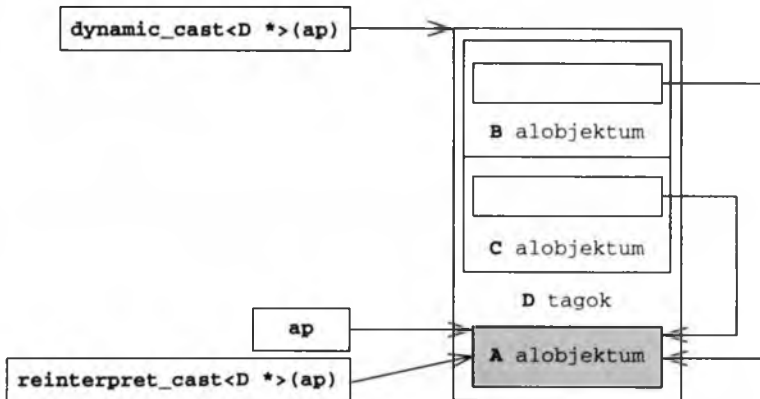 dynamic_cast<D *>(ap)
B alobjektum
C alobjektum
D tagok
ap
A alobjektum
reinterpret_cast<D *>(ap)